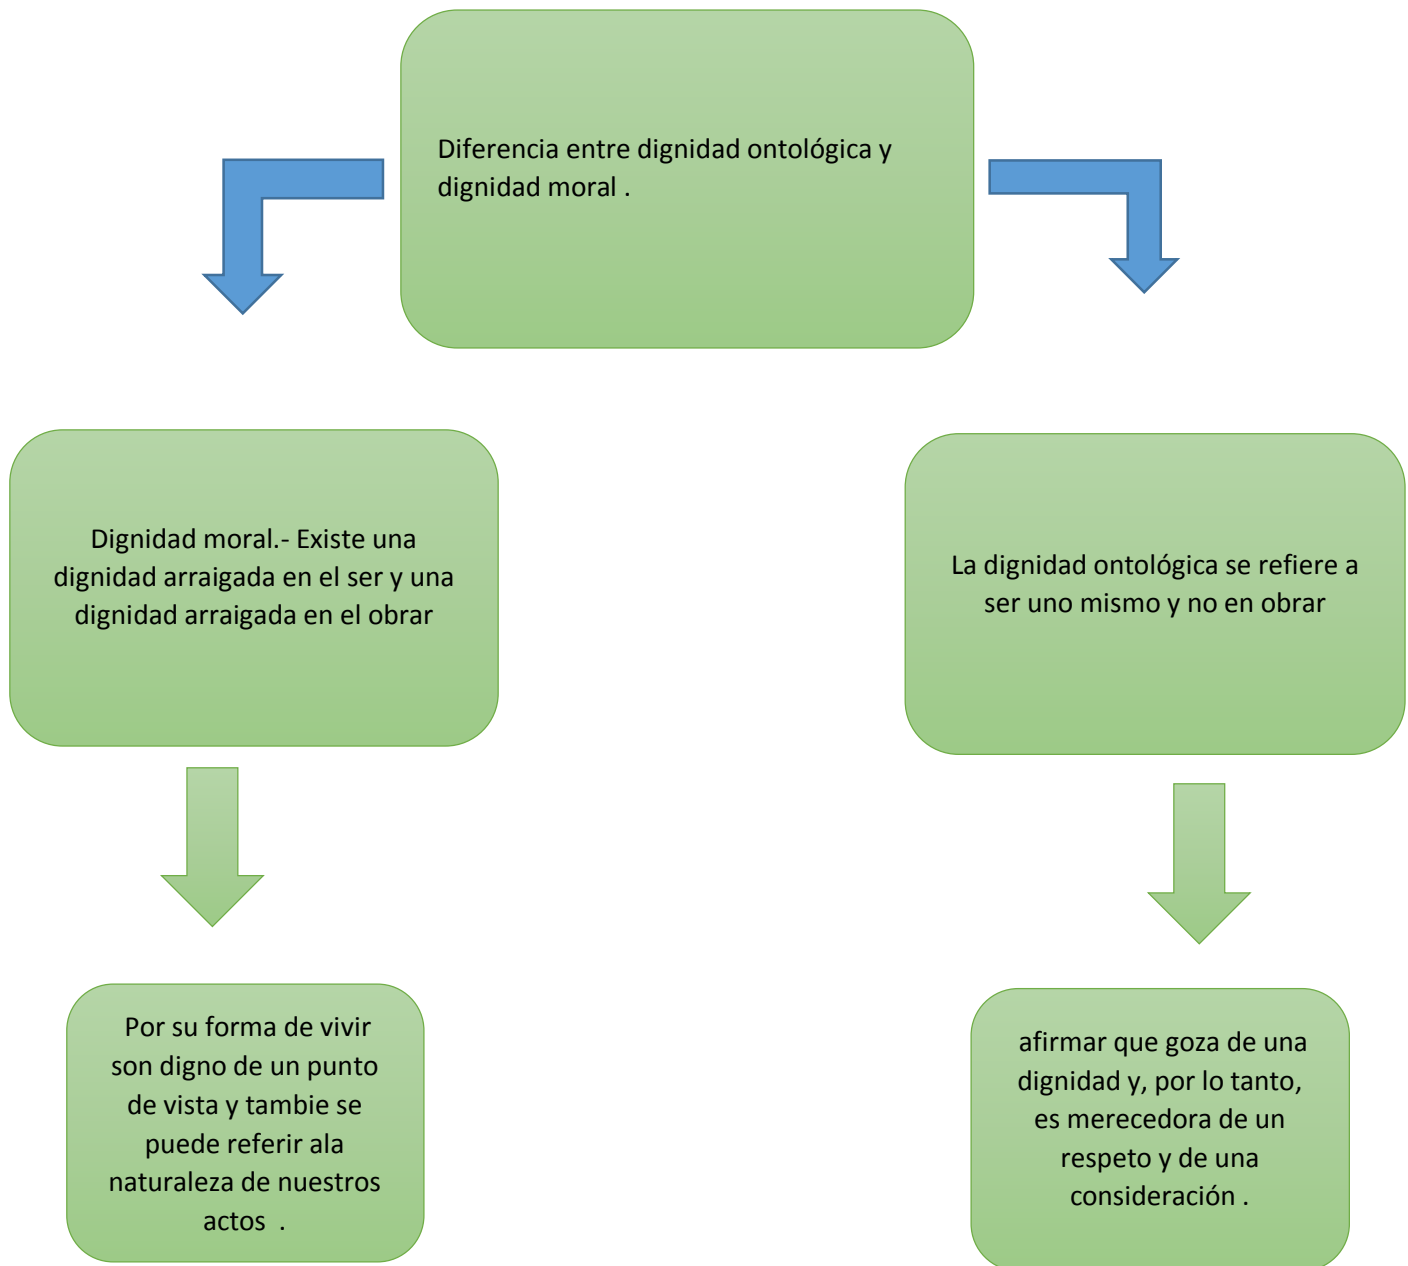 Diferencia entre dignidad ontológica y
dignidad moral .
Dignidad moral.- Existe una
dignidad arraigada en el ser y una
dignidad arraigada en el obrar
La dignidad ontológica se refiere a
ser uno mismo y no en obrar
Por su forma de vivir
son digno de un punto
de vista y tambie se
puede referir ala
naturaleza de nuestros
actos .
afirmar que goza de una
dignidad y, por lo tanto,
es merecedora de un
respeto y de una
consideración .